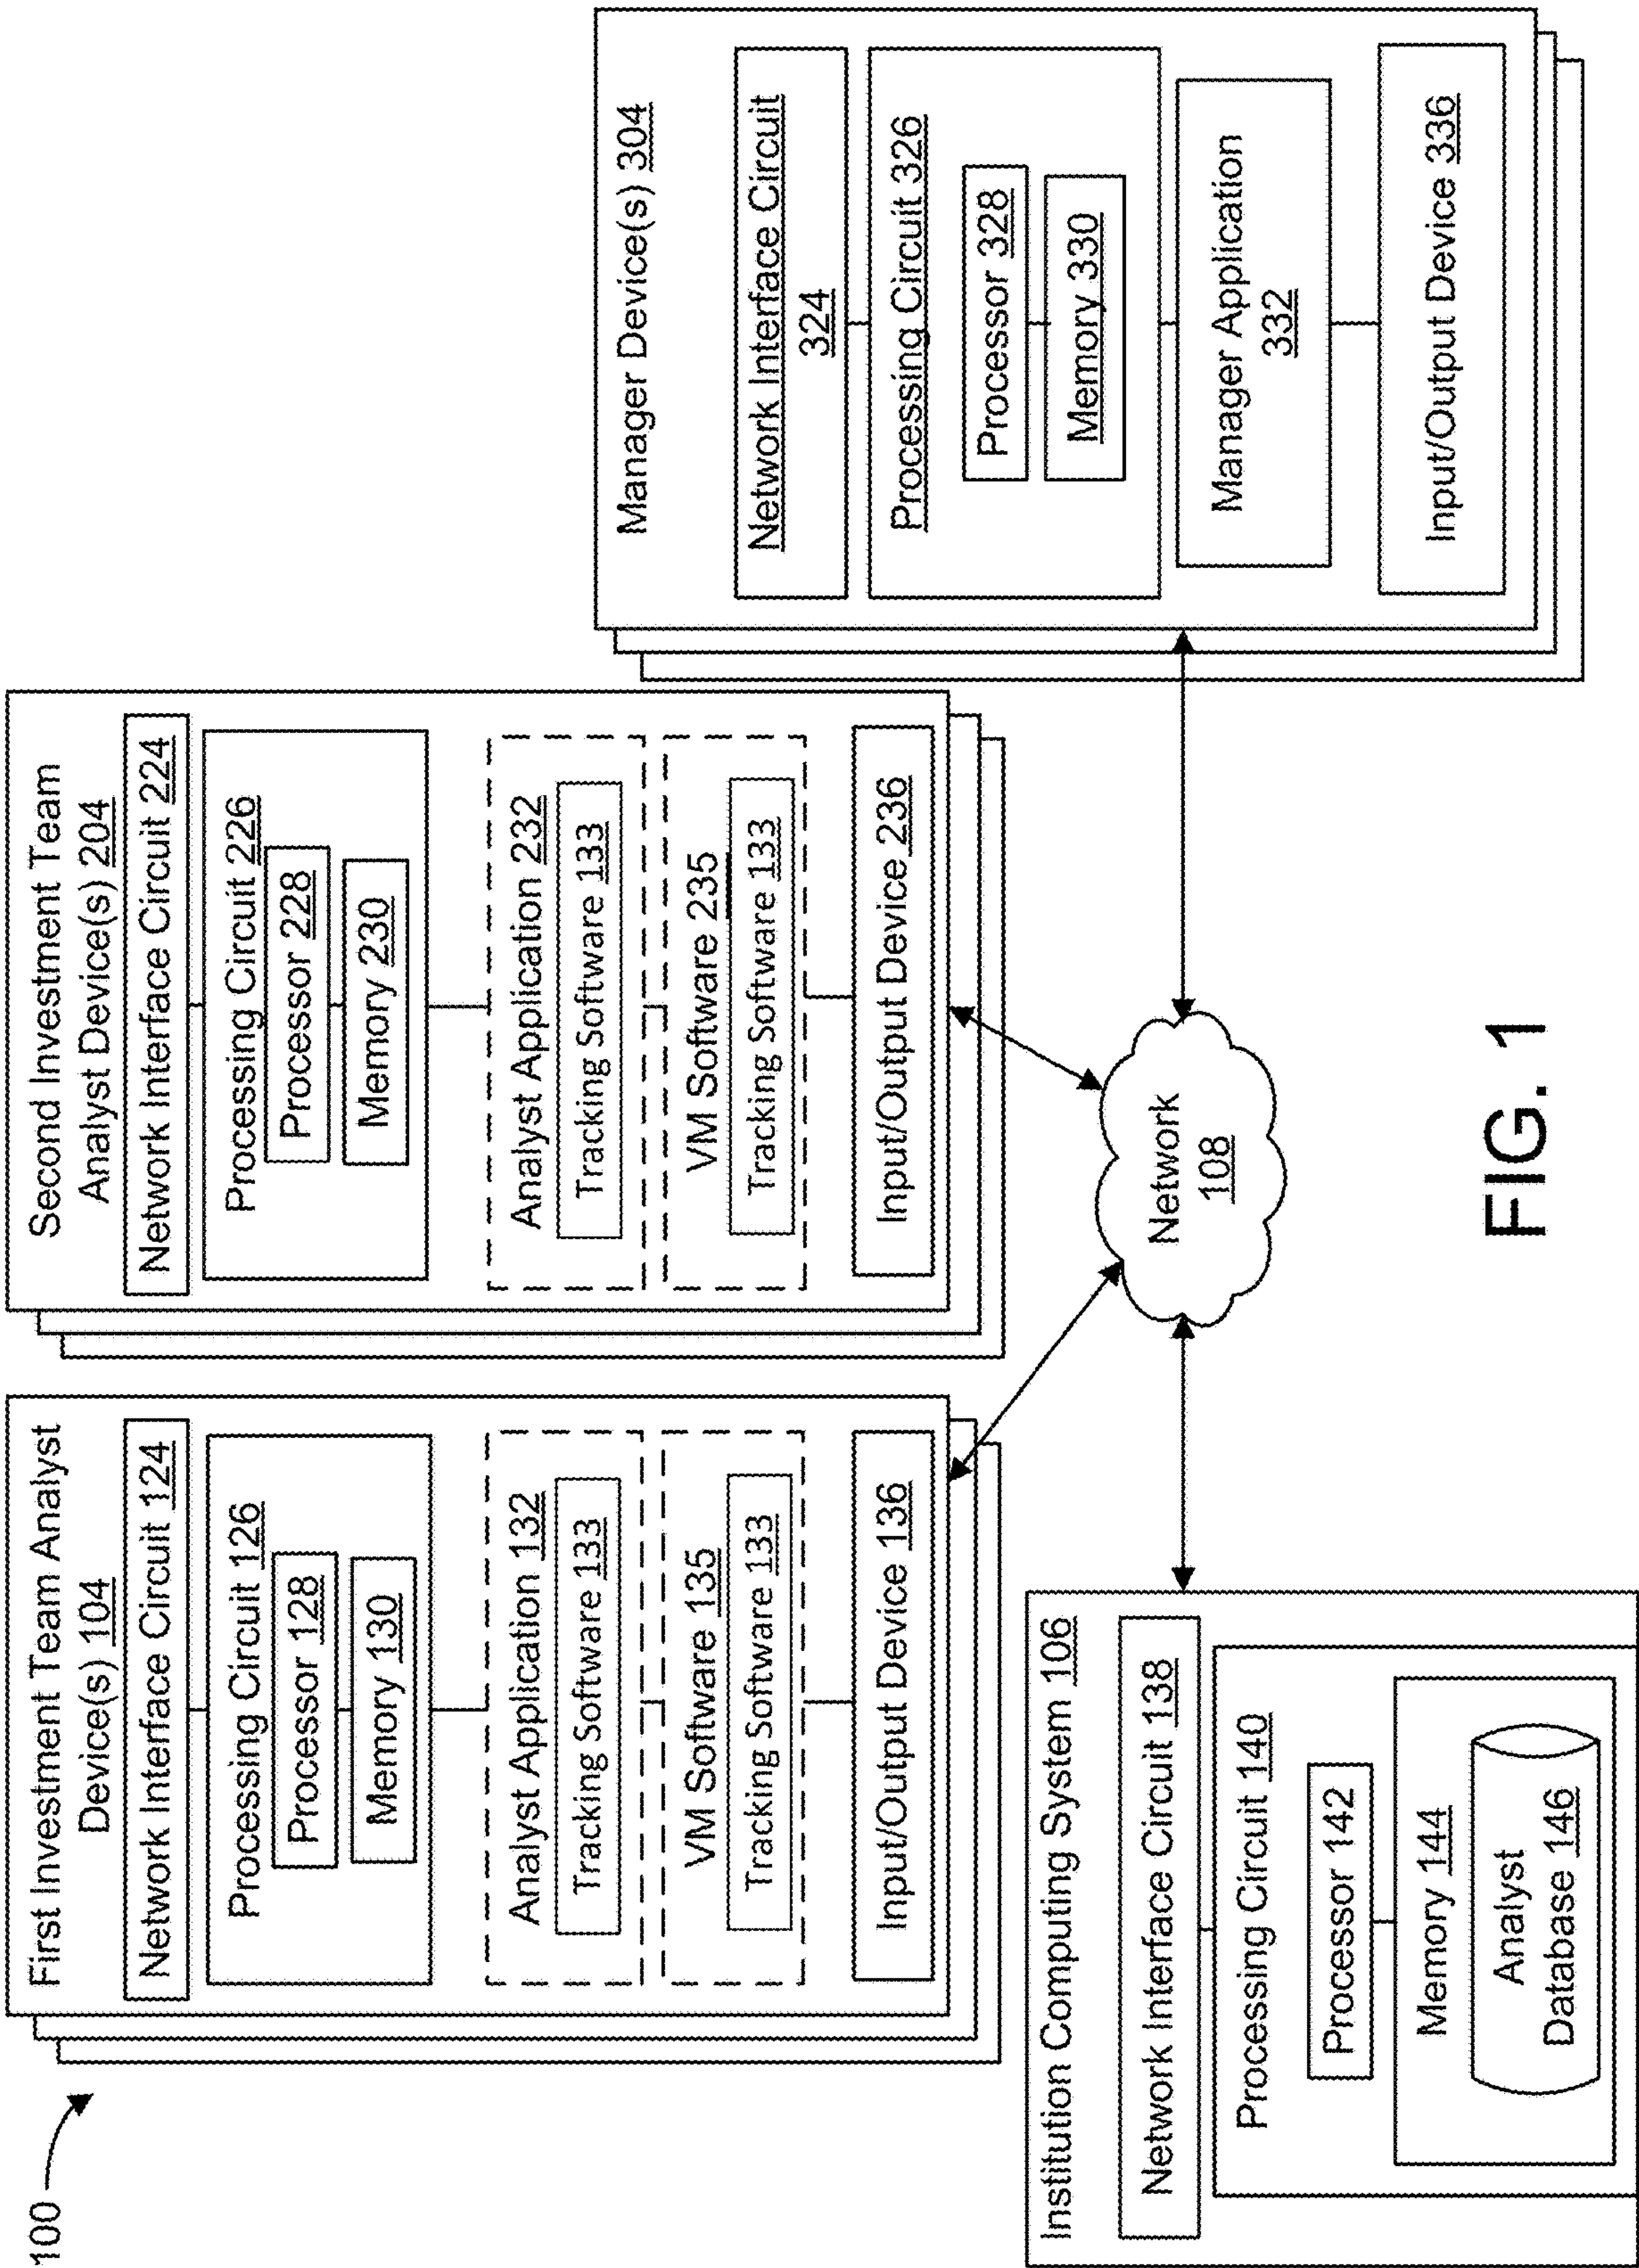 100
First Investment Team Analyst
Device(s) 104
Network Interface Circuit 124
Processing Circuit 126
Processor 128
Memory 130
Analyst Application 132
Tracking Software 133
VM Software 135
Tracking Software 133
Input/Output Device 136
Second Investment Team
Analyst Device(s) 204
Network Interface Circuit 224
Processing Circuit 226
Processor 228
Memory 230
Analyst Application 232
Tracking Software 133
VM Software 235
Tracking Software 133
Input/Output Device 236
Manager Device(s) 304
Network Interface Circuit
324
Processing Circuit 326
Processor 328
Memory 330
Manager Application
332
Input/Output Device 336
Institution Computing System 106
Network Interface Circuit 138
Processing Circuit 140
Processor 142
Memory 144
Analyst
Database 146
Network
108
FIG. 1